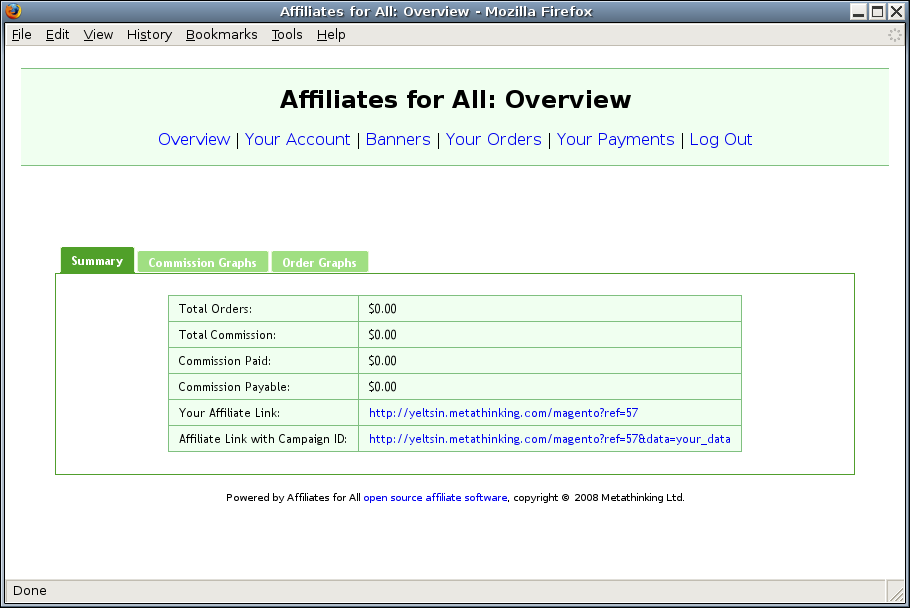 Affiliates for All: Overview - Mozilla Firefox
File Edit View History Bookmarks Tools Help
Affiliates for All: Overview
Overview | Your Account | Banners | Your Orders | Your Payments | Log Out
Summary Commission Graphs Order Graphs
Total Orders: $0.00
Total Commission: $0.00
Commission Paid: $0.00
Commission Payable: $0.00
Your Affiliate Link: http://yeltsin.metathinking.com/magento?ref=57
Affiliate Link with Campaign ID: http://yeltsin.metathinking.com/magento?ref=57&data=your_data
Powered by Affiliates for All open source affiliate software, copyright © 2008 Metathinking Ltd.
Done